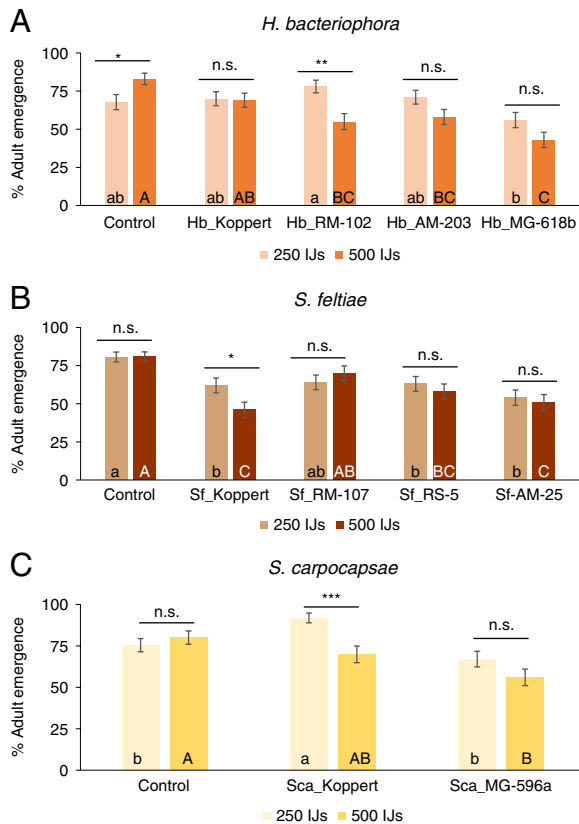 A
H. bacteriophora
% Adult emergence
100
75
50
25
0
* n.s. ** n.s. n.s.
ab A ab AB a BC ab BC b C
Control Hb_Koppert Hb_RM-102 Hb_AM-203 Hb_MG-618b
250 IJs 500 IJs
B
S. feltiae
% Adult emergence
100
75
50
25
0
n.s. * n.s. n.s. n.s.
a A b C ab AB b BC b C
Control Sf_Koppert Sf_RM-107 Sf_RS-5 Sf-AM-25
250 IJs 500 IJs
C
S. carpocapsae
% Adult emergence
100
75
50
25
0
n.s. *** n.s.
b A a AB b B
Control Sca_Koppert Sca_MG-596a
250 IJs 500 IJs